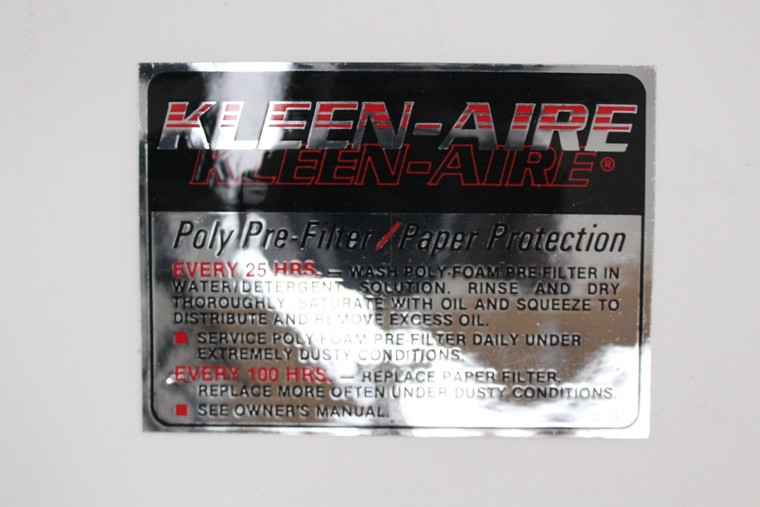 KLEEN-AIRE
KLEEN-AIRE®
Poly Pre-Filter/Paper Protection
EVERY 25 HRS. — WASH POLY-FOAM PRE-FILTER IN
WATER/DETERGENT SOLUTION. RINSE AND DRY
THOROUGHLY. SATURATE WITH OIL AND SQUEEZE TO
DISTRIBUTE AND REMOVE EXCESS OIL.
■ SERVICE POLY-FOAM PRE-FILTER DAILY UNDER
EXTREMELY DUSTY CONDITIONS.
EVERY 100 HRS. — REPLACE PAPER FILTER.
REPLACE MORE OFTEN UNDER DUSTY CONDITIONS.
■ SEE OWNER'S MANUAL.